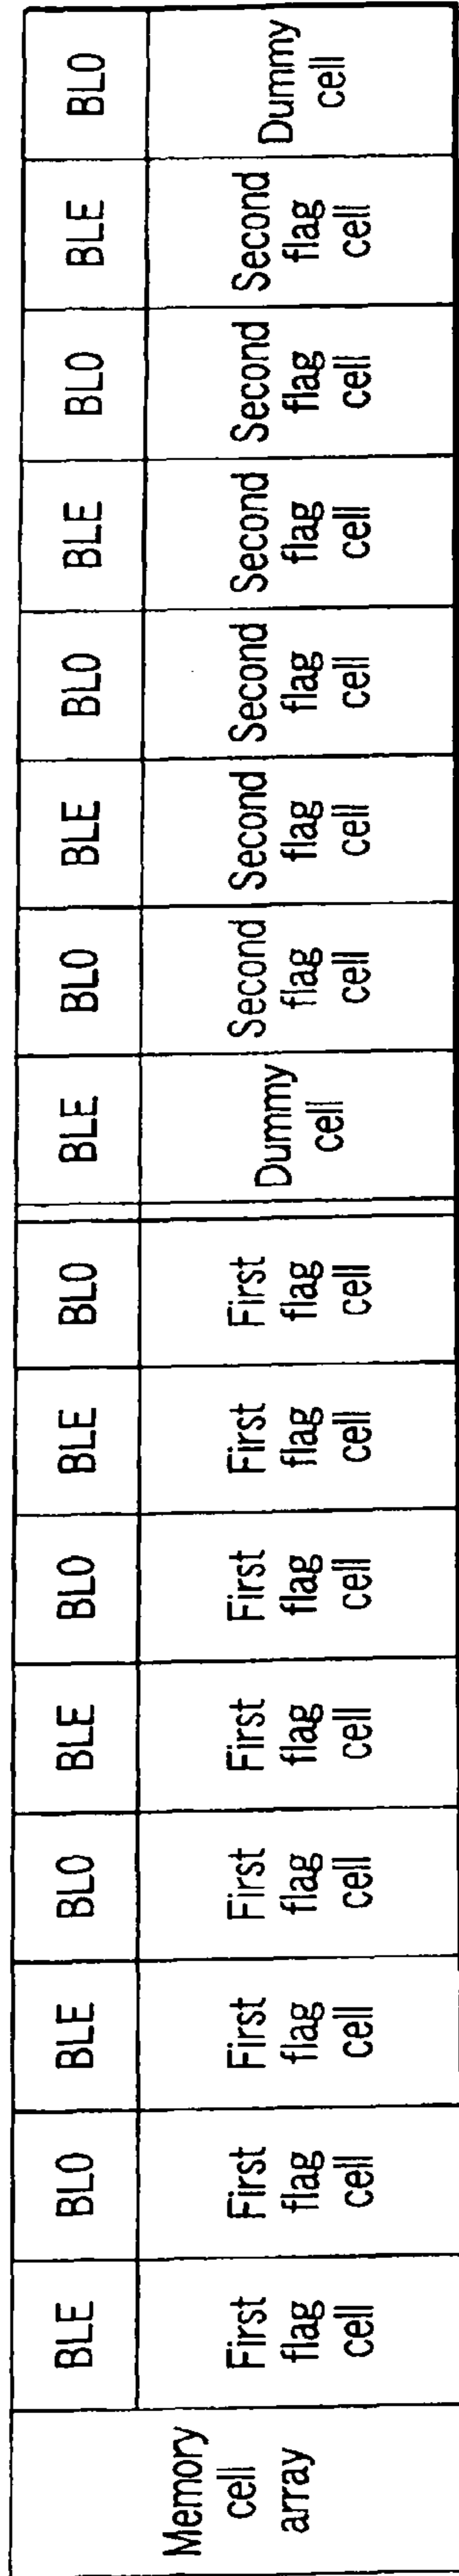 Memory
cell
array
BLE BLO BLE BLO BLE BLO BLE BLO BLE BLO BLE BLO BLE BLO BLE BLO
First First First First First First First First Dummy Second Second Second Second Second Second Dummy
flag flag flag flag flag flag flag flag cell flag flag flag flag flag flag cell
cell cell cell cell cell cell cell cell cell cell cell cell cell cell